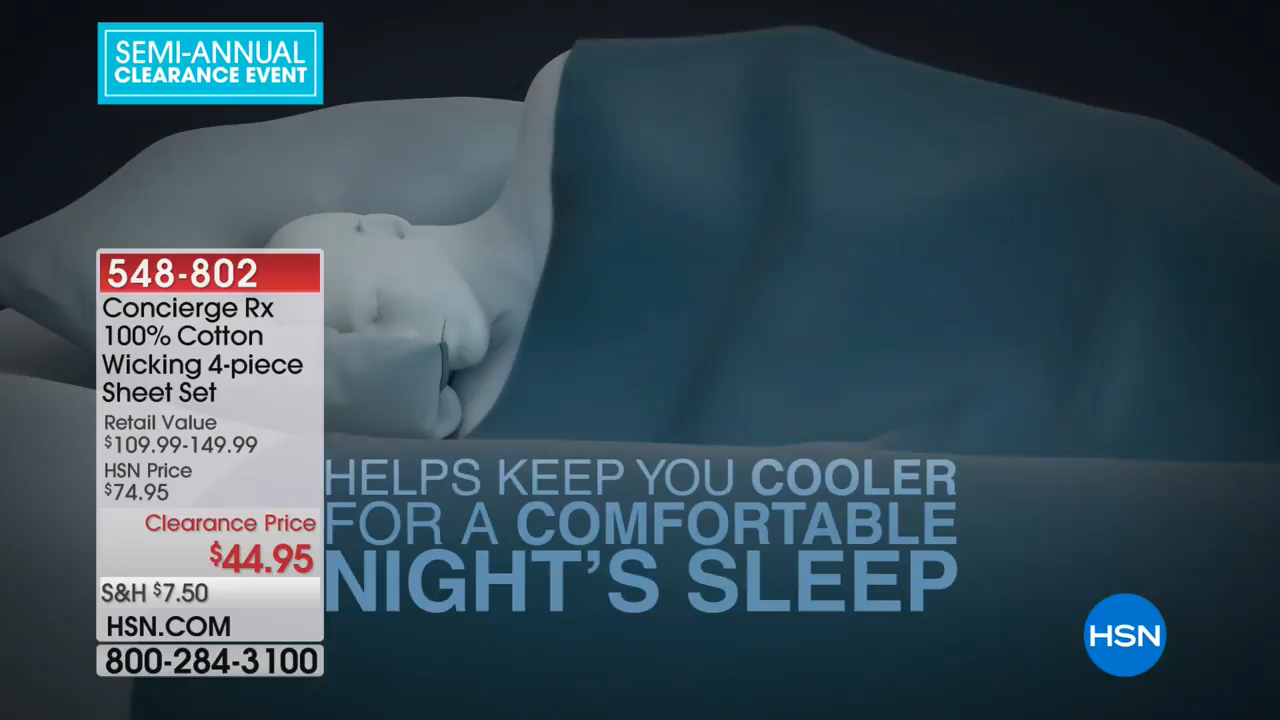 SEMI-ANNUAL
CLEARANCE EVENT
548-802
Concierge Rx
100% Cotton
Wicking 4-piece
Sheet Set
Retail Value
$109.99-149.99
HSN Price
$74.95
Clearance Price
$44.95
S&H $7.50
HSN.COM
800-284-3100
HELPS KEEP YOU COOLER
FOR A COMFORTABLE
NIGHT'S SLEEP
HSN